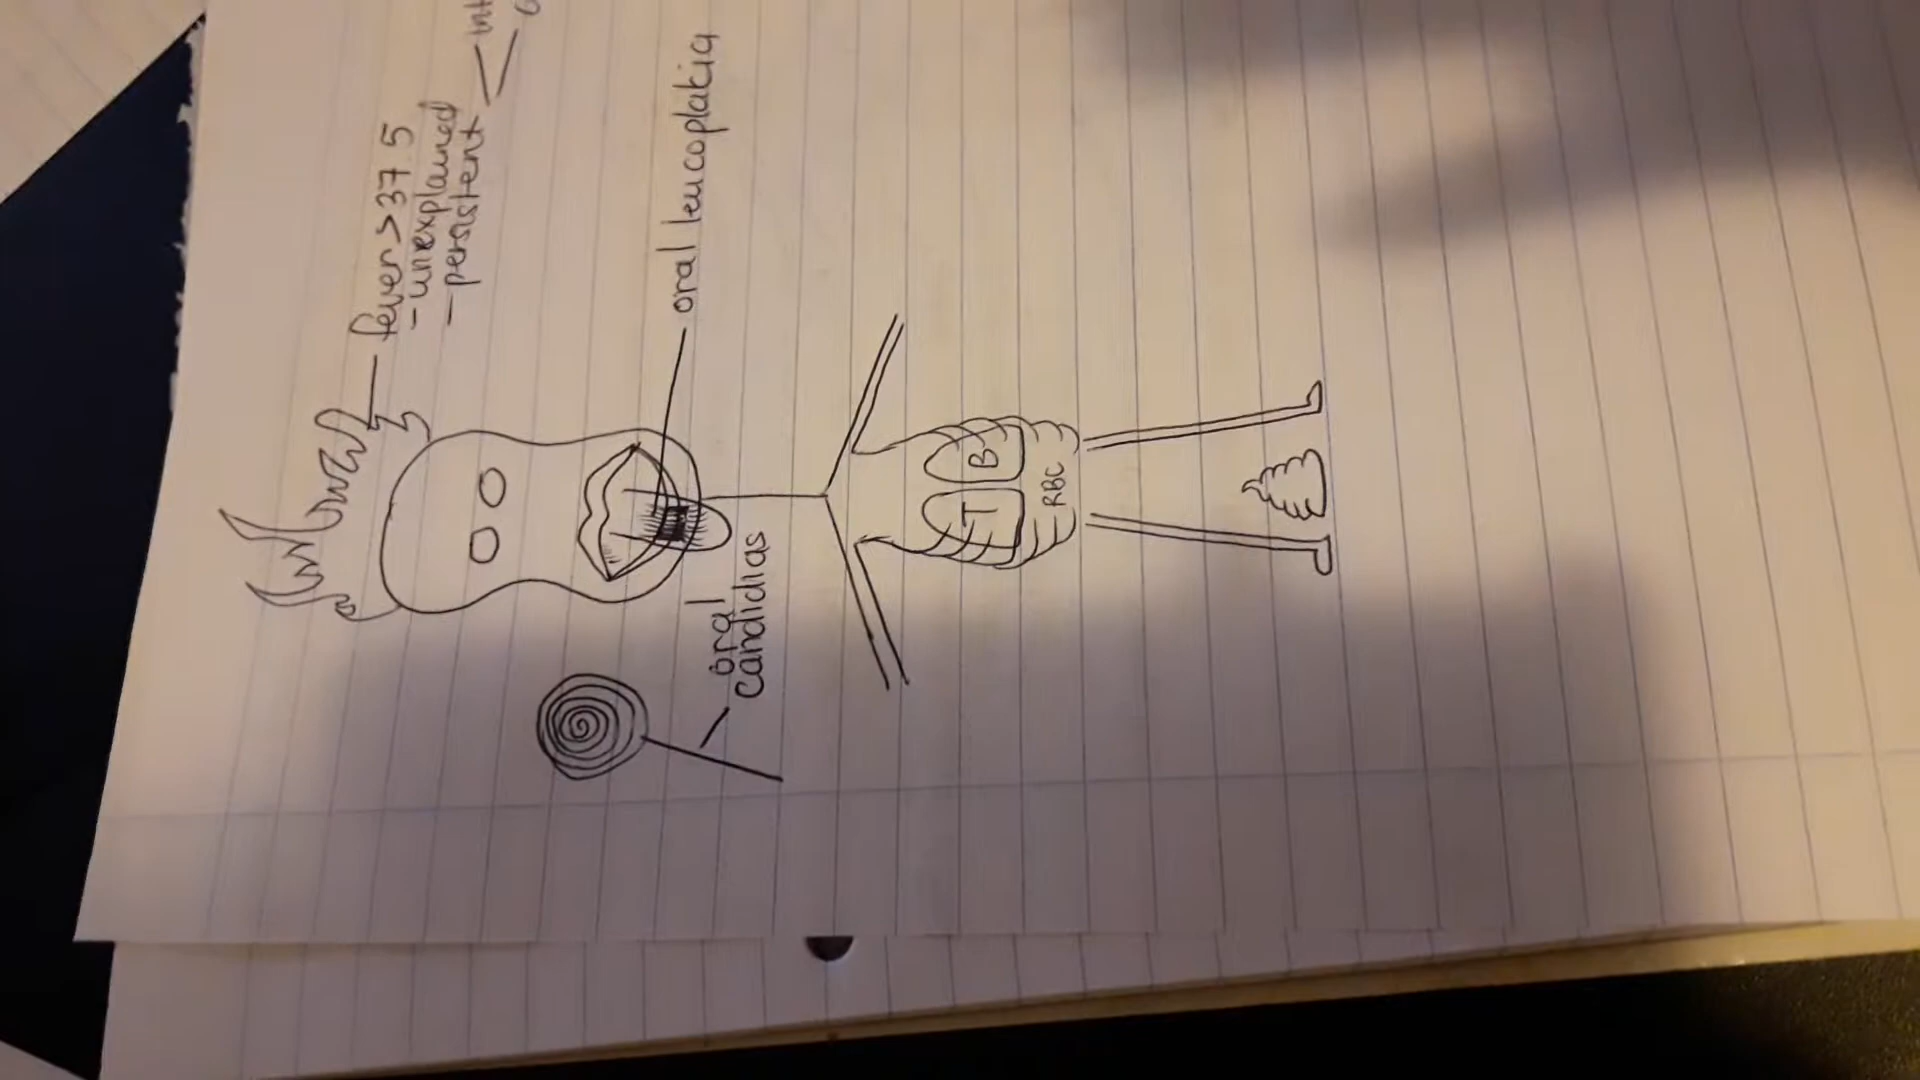 fever > 37.5
- unexplained
- persistent
oral leucoplakia
oral
candidias
T B
RBC